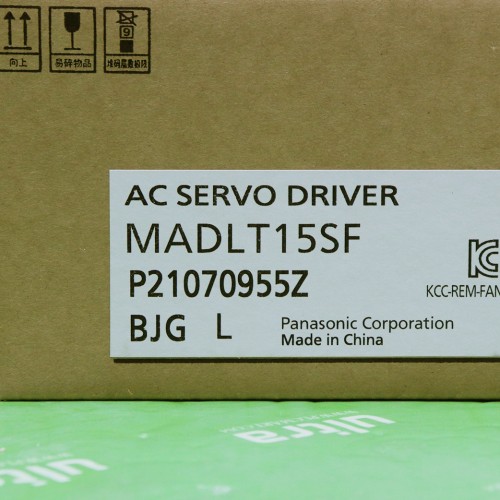 向上
易碎物品
堆码层数极限
9
AC SERVO DRIVER
MADLT15SF
P21070955Z
BJG L
Panasonic Corporation
Made in China
KCC-REM-FAN
ultra